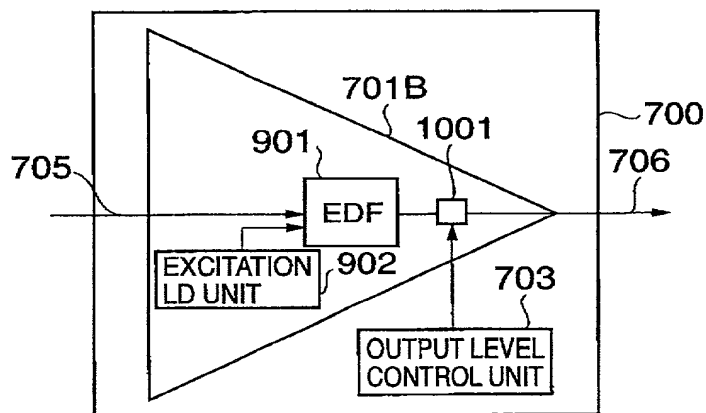 701B
1001
700
901
706
705
EDF
EXCITATION
LD UNIT
902
703
OUTPUT LEVEL
CONTROL UNIT